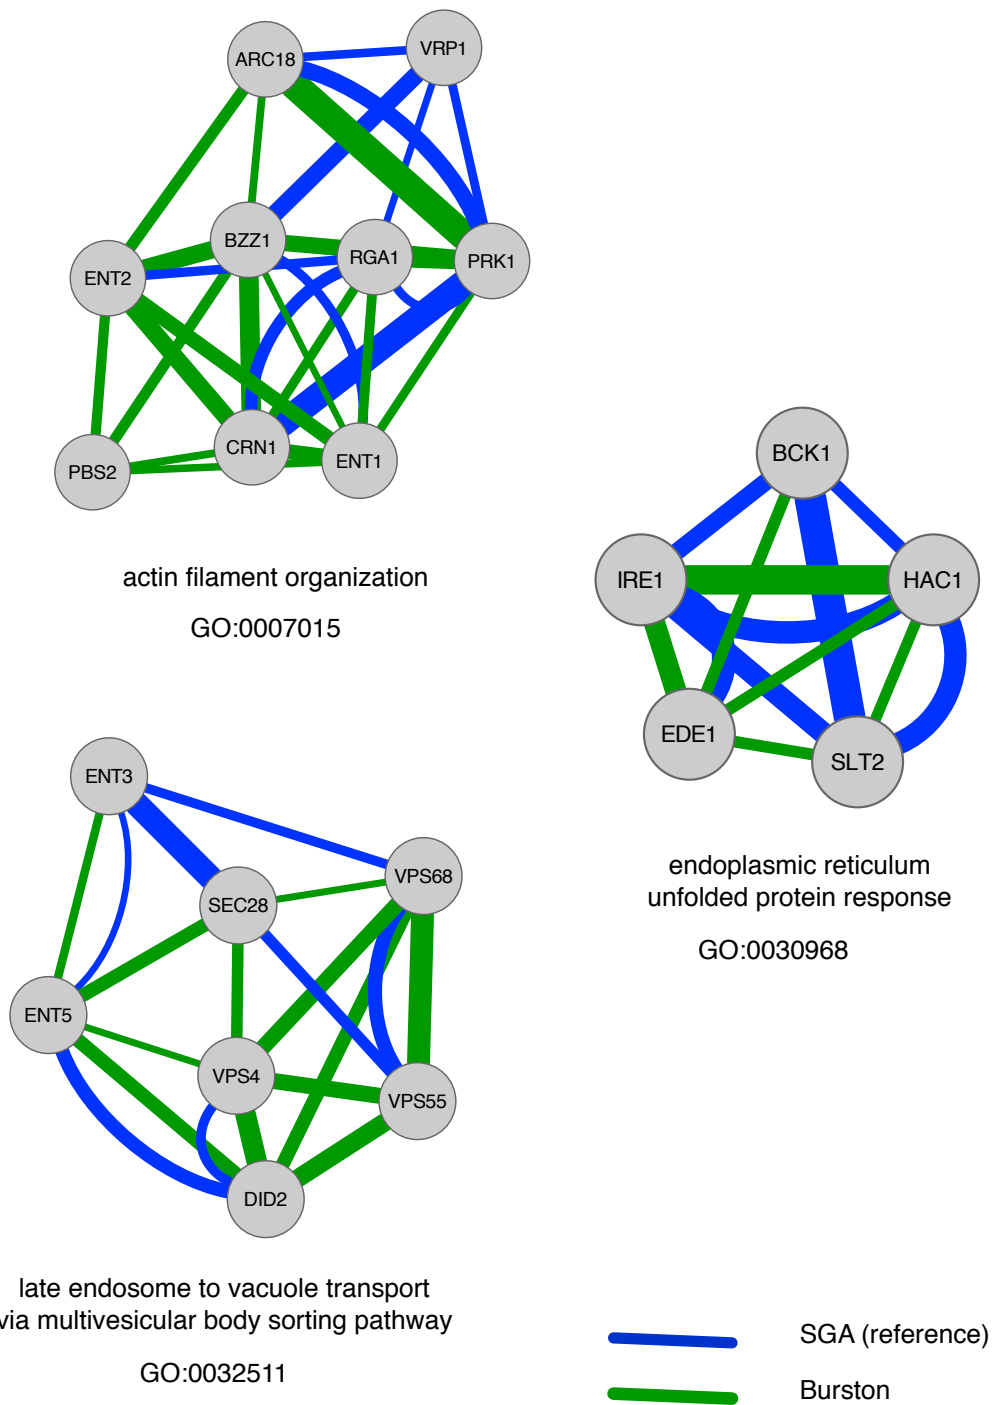 ARC18
VRP1
BZZ1
RGA1
PRK1
ENT2
CRN1
ENT1
PBS2
actin filament organization
GO:0007015
BCK1
IRE1
HAC1
EDE1
SLT2
endoplasmic reticulum
unfolded protein response
GO:0030968
ENT3
VPS68
SEC28
ENT5
VPS4
VPS55
DID2
late endosome to vacuole transport
via multivesicular body sorting pathway
GO:0032511
SGA (reference)
Burston